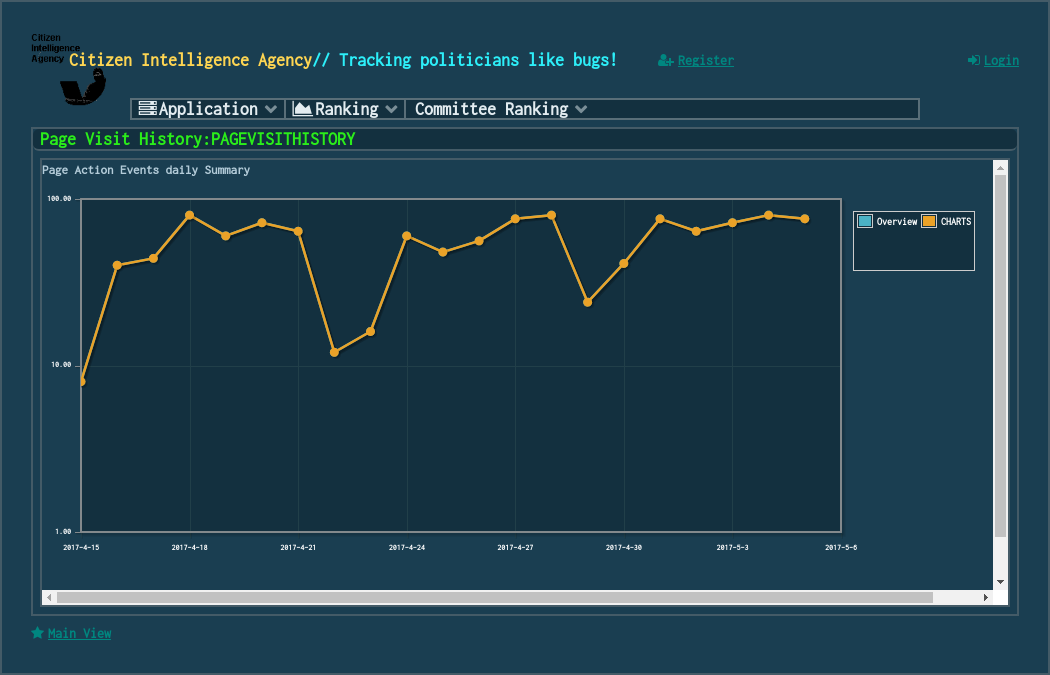 Citizen
Intelligence
Agency
Citizen Intelligence Agency// Tracking politicians like bugs!
Register
Login
Application
Ranking
Committee Ranking
Page Visit History:PAGEVISITHISTORY
Page Action Events daily Summary
100.00
Overview
CHARTS
10.00
1.00
2017-4-15 2017-4-18 2017-4-21 2017-4-24 2017-4-27 2017-4-30 2017-5-3 2017-5-6
Main View